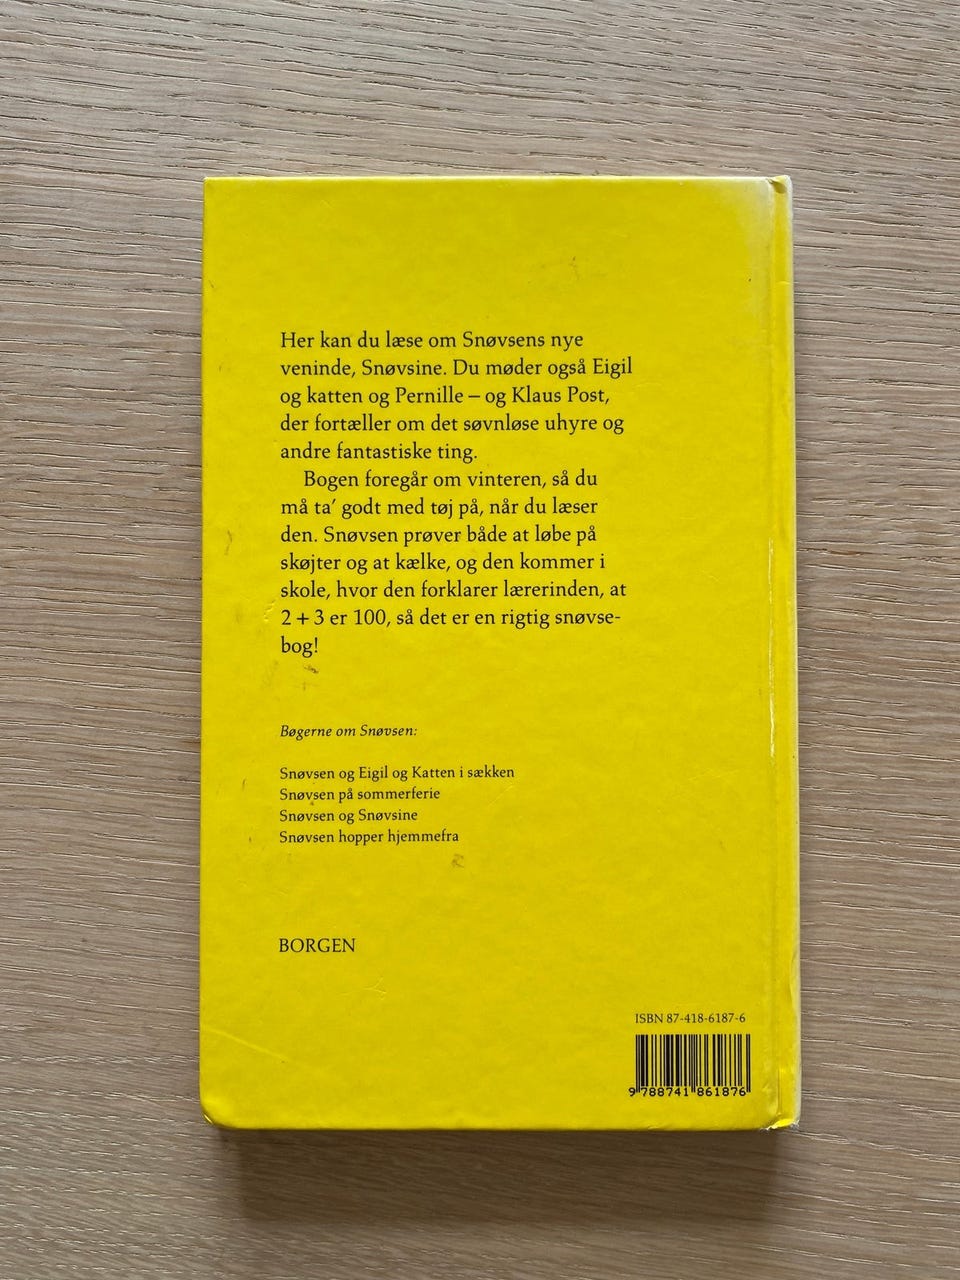 Her kan du læse om Snøvsens nye
veninde, Snøvsine. Du møder også Eigil
og katten og Pernille – og Klaus Post,
der fortæller om det søvnløse uhyre og
andre fantastiske ting.
Bogen foregår om vinteren, så du
må ta’ godt med tøj på, når du læser
den. Snøvsen prøver både at løbe på
skøjter og at kælke, og den kommer i
skole, hvor den forklarer lærerinden, at
2 + 3 er 100, så det er en rigtig snøvse-
bog!
Bøgerne om Snøvsen:
Snøvsen og Eigil og Katten i sækken
Snøvsen på sommerferie
Snøvsen og Snøvsine
Snøvsen hopper hjemmefra
BORGEN
ISBN 87-418-6187-6
9 788741 861876